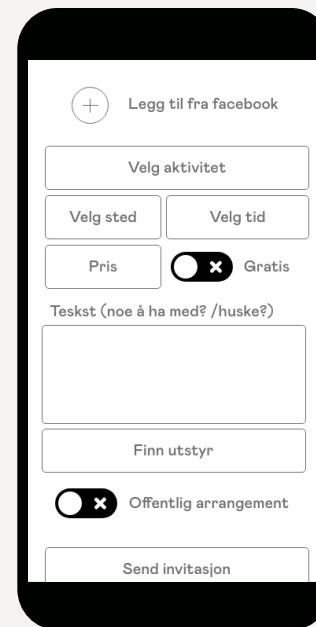 Legg til fra facebook
Velg aktivitet
Velg sted Velg tid
Pris Gratis
Teskst (noe å ha med? /huske?)
Finn utstyr
Offentlig arrangement
Send invitasjon